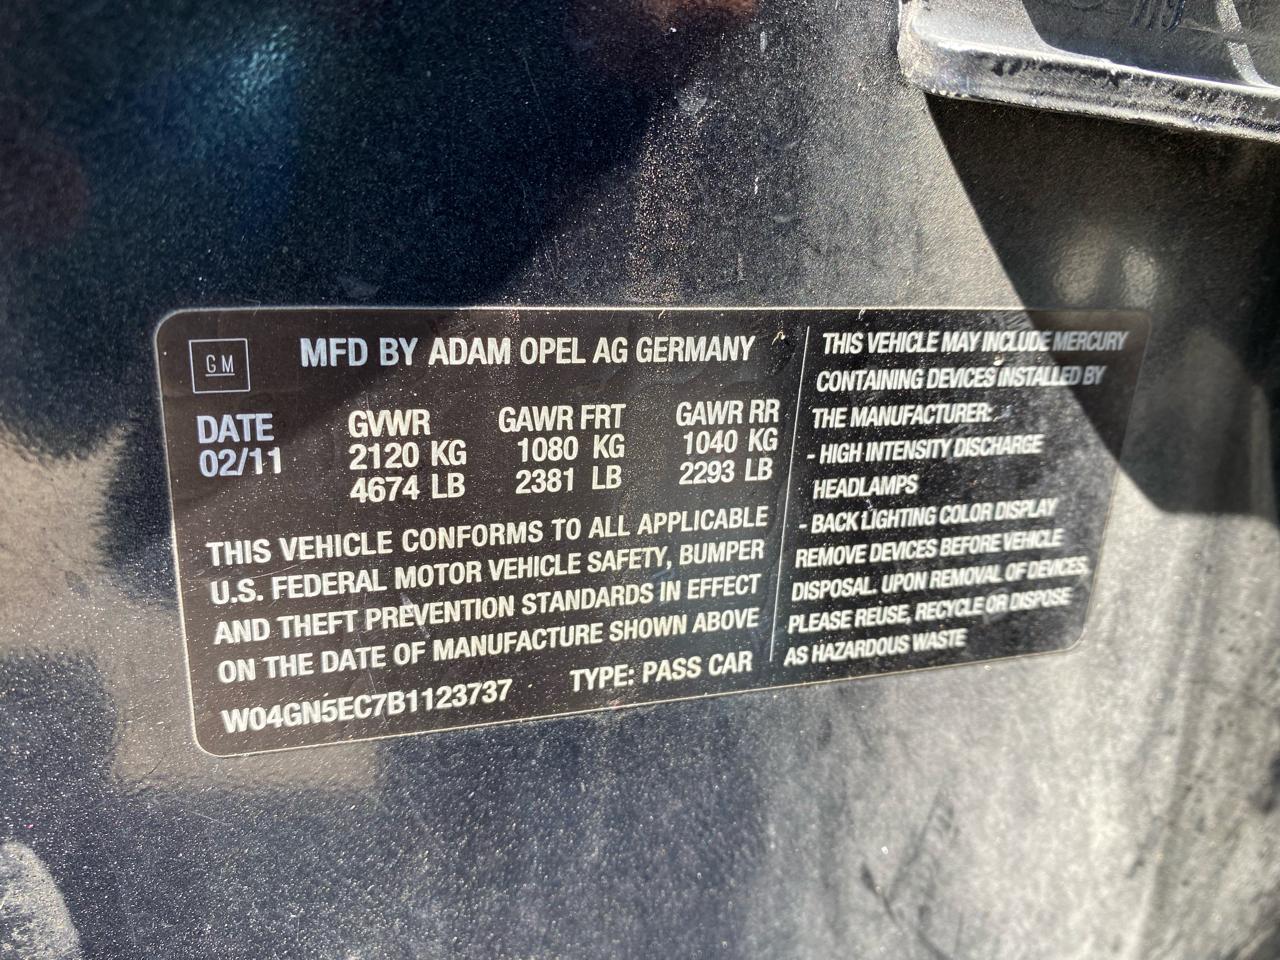 GM
MFD BY ADAM OPEL AG GERMANY
DATE
02/11
GVWR
2120 KG
4674 LB
GAWR FRT
1080 KG
2381 LB
GAWR RR
1040 KG
2293 LB
THIS VEHICLE CONFORMS TO ALL APPLICABLE
U.S. FEDERAL MOTOR VEHICLE SAFETY, BUMPER
AND THEFT PREVENTION STANDARDS IN EFFECT
ON THE DATE OF MANUFACTURE SHOWN ABOVE
W04GN5EC7B1123737 TYPE: PASS CAR
THIS VEHICLE MAY INCLUDE MERCURY
CONTAINING DEVICES INSTALLED BY
THE MANUFACTURER:
- HIGH INTENSITY DISCHARGE
HEADLAMPS
- BACK LIGHTING COLOR DISPLAY
REMOVE DEVICES BEFORE VEHICLE
DISPOSAL. UPON REMOVAL OF DEVICES,
PLEASE REUSE, RECYCLE OR DISPOSE
AS HAZARDOUS WASTE